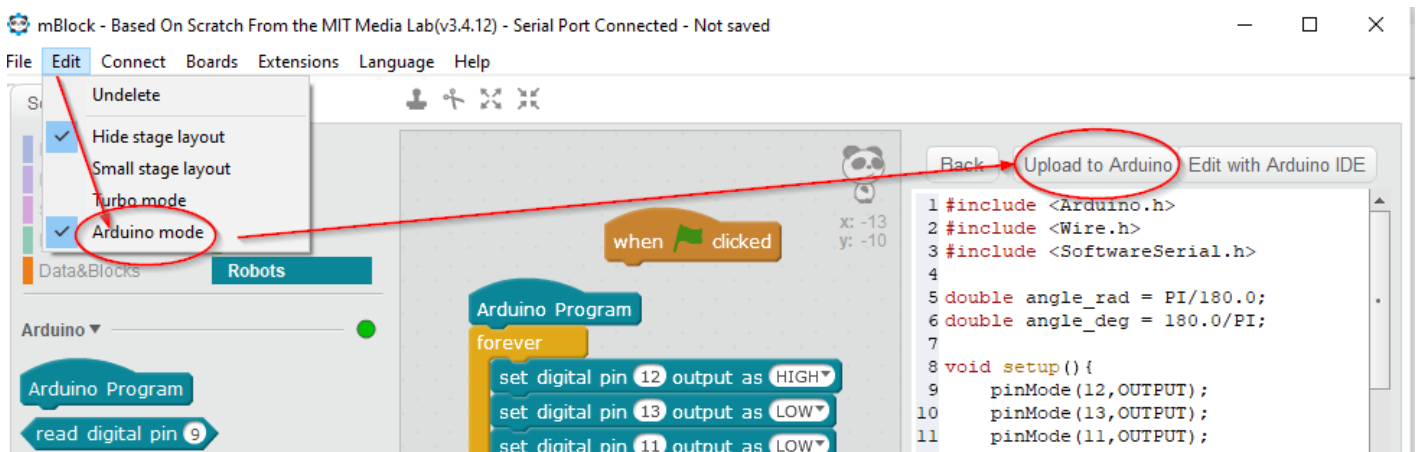 mBlock - Based On Scratch From the MIT Media Lab(v3.4.12) - Serial Port Connected - Not saved
File Edit Connect Boards Extensions Language Help
Undelete
Hide stage layout
Small stage layout
Turbo mode
Arduino mode
Data&Blocks Robots
Arduino
Arduino Program
read digital pin 9
x: -13
y: -10
when clicked
Arduino Program
forever
set digital pin 12 output as HIGH
set digital pin 13 output as LOW
set digital pin 11 output as LOW
Back Upload to Arduino Edit with Arduino IDE
1 #include <Arduino.h>
2 #include <Wire.h>
3 #include <SoftwareSerial.h>
4
5 double angle_rad = PI/180.0;
6 double angle_deg = 180.0/PI;
7
8 void setup(){
9 pinMode(12,OUTPUT);
10 pinMode(13,OUTPUT);
11 pinMode(11,OUTPUT);